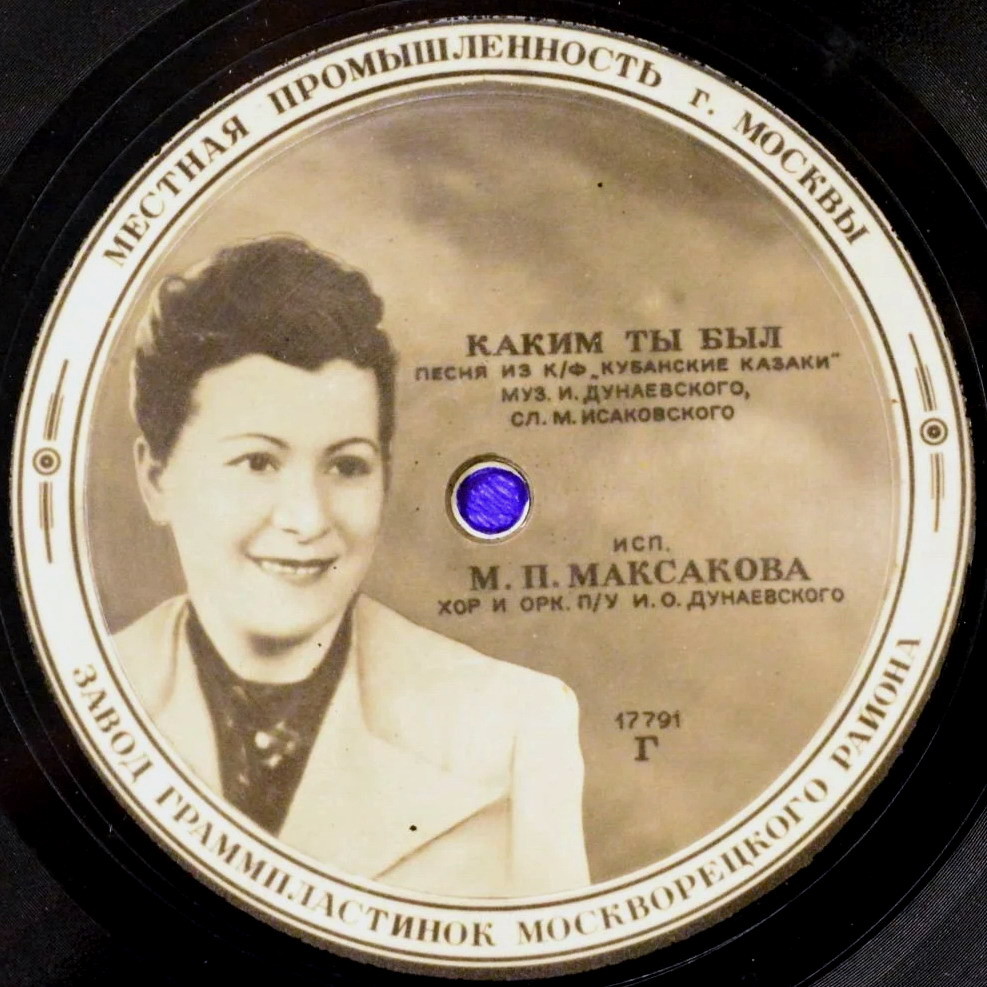 МЕСТНАЯ ПРОМЫШЛЕННОСТЬ г. МОСКВЫ
КАКИМ ТЫ БЫЛ
ПЕСНЯ ИЗ К/Ф „КУБАНСКИЕ КАЗАКИ"
МУЗ. И. ДУНАЕВСКОГО,
СЛ. М. ИСАКОВСКОГО
ИСП.
М. П. МАКСАКОВА
ХОР И ОРК. П/У И. О. ДУНАЕВСКОГО
17791
Г
ЗАВОД ГРАММПЛАСТИНОК МОСКВОРЕЦКОГО РАЙОНА